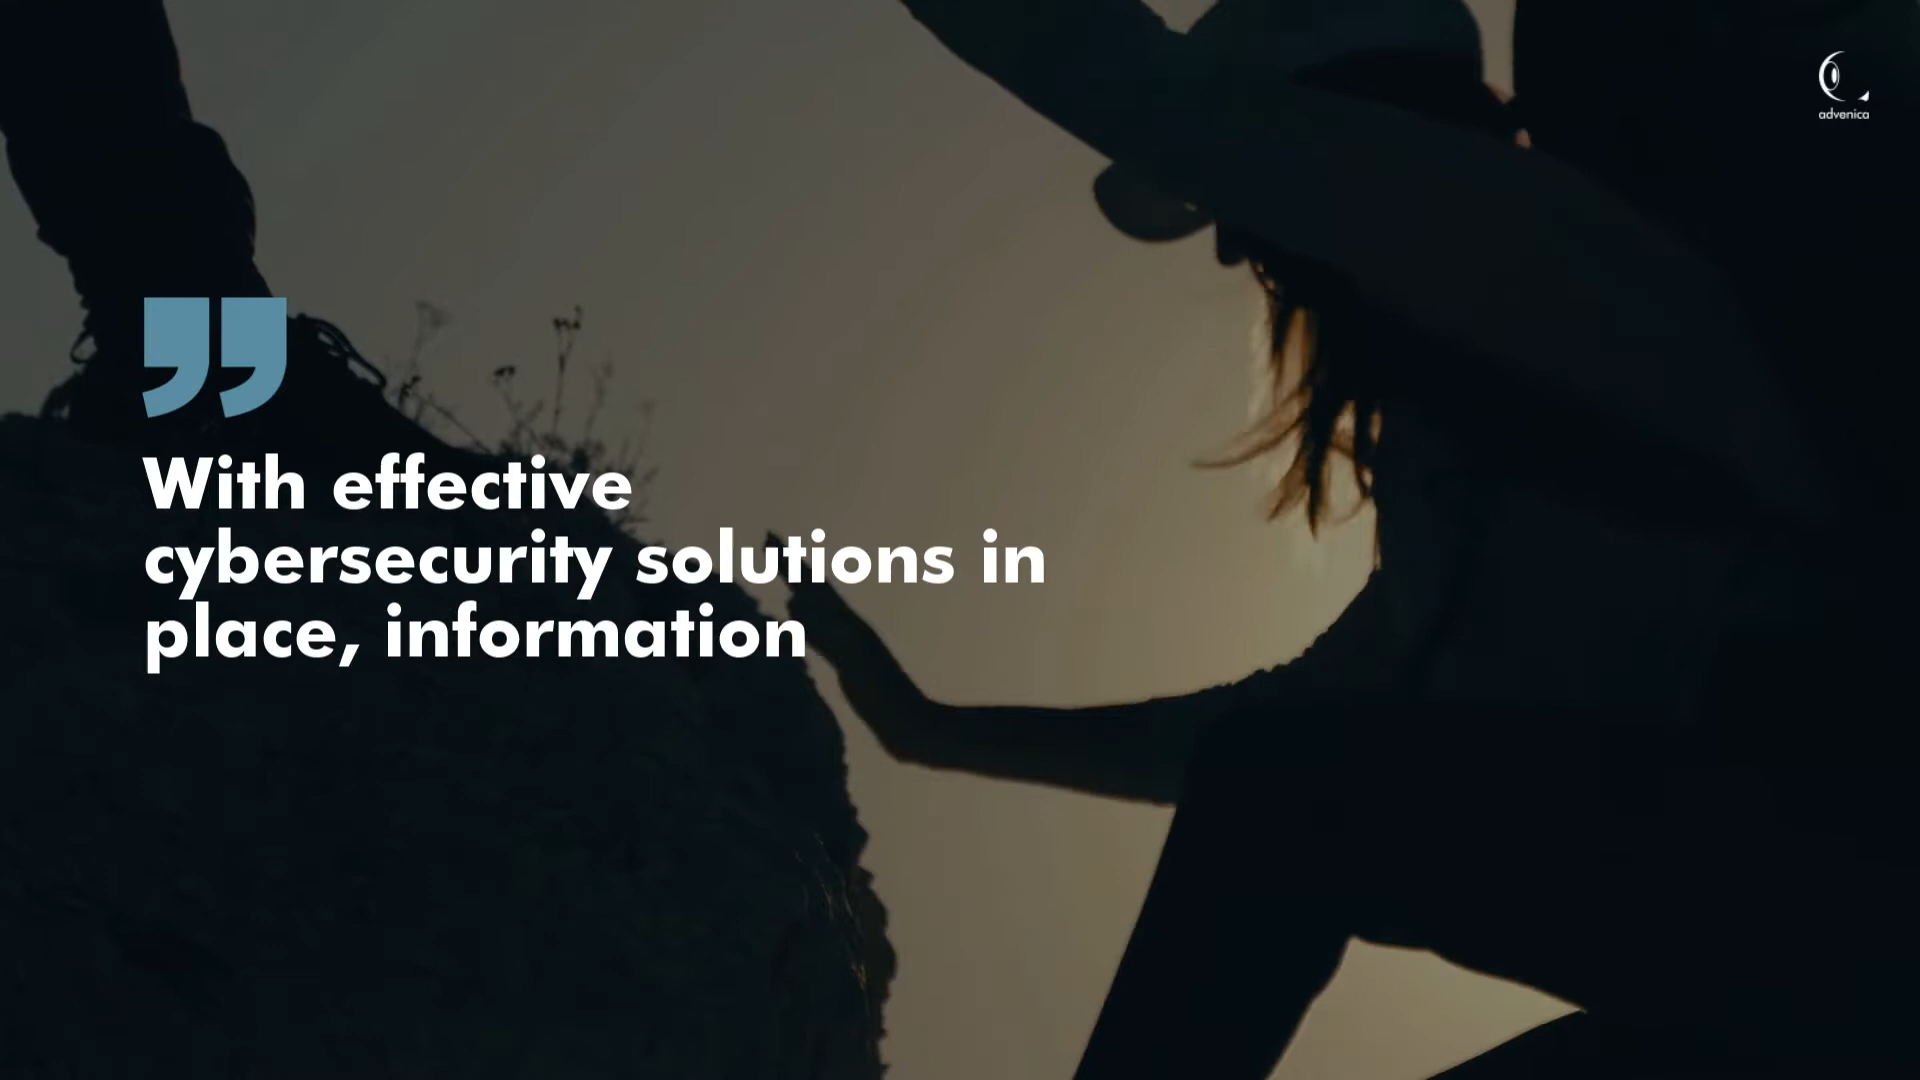 advenica
”
With effective
cybersecurity solutions in
place, information